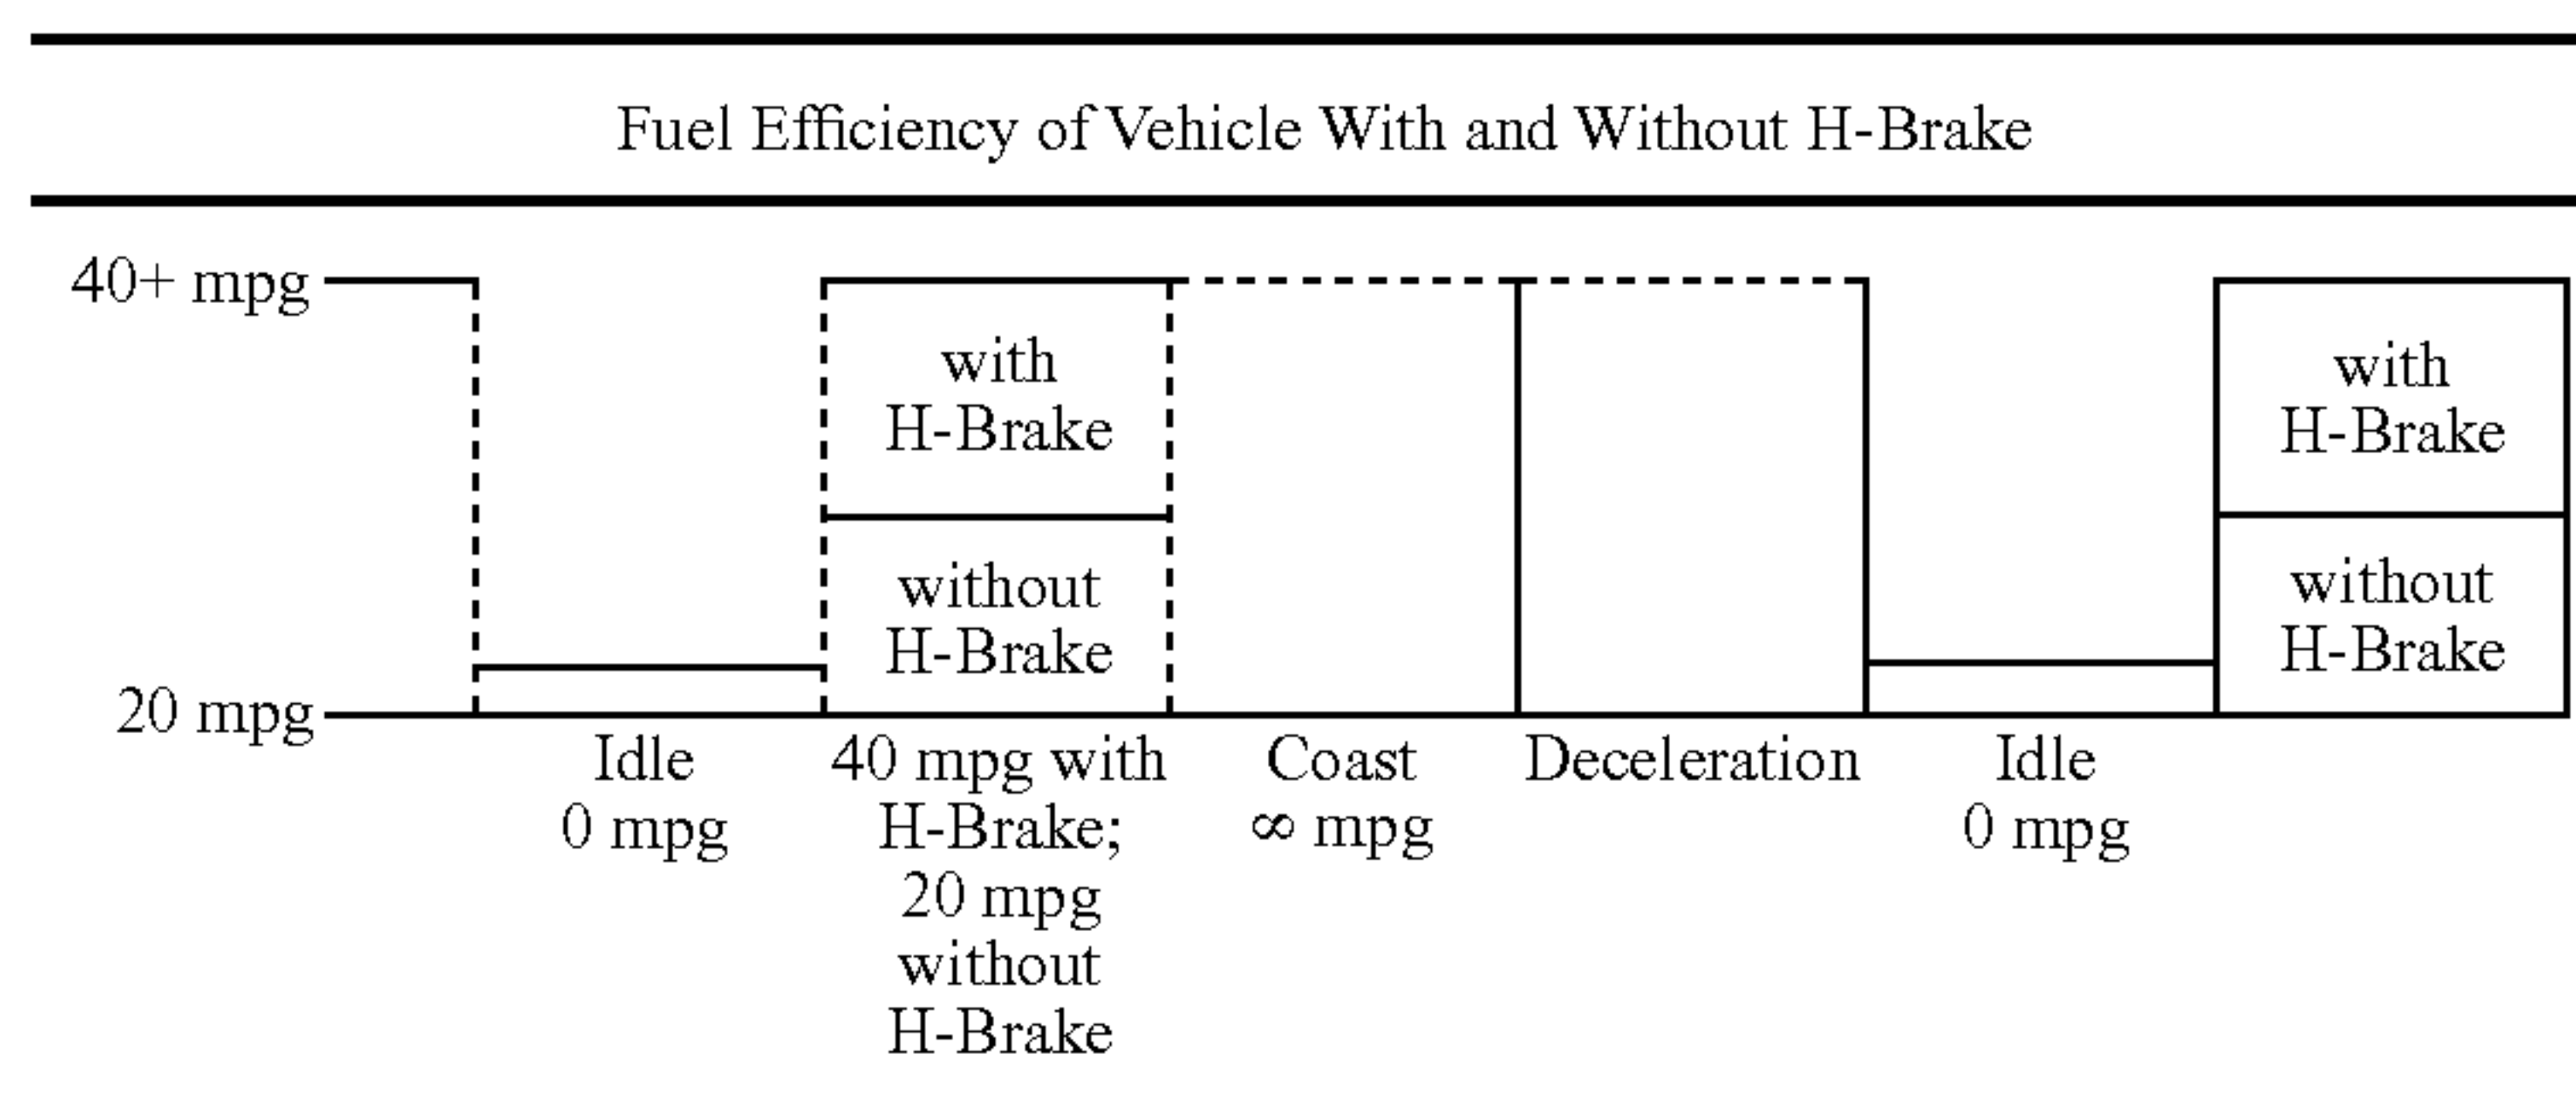 Fuel Efficiency of Vehicle With and Without H-Brake
40+ mpg
with
H-Brake
without
H-Brake
with
H-Brake
without
H-Brake
20 mpg
Idle
0 mpg
40 mpg with
H-Brake;
20 mpg
without
H-Brake
Coast
∞ mpg
Deceleration
Idle
0 mpg